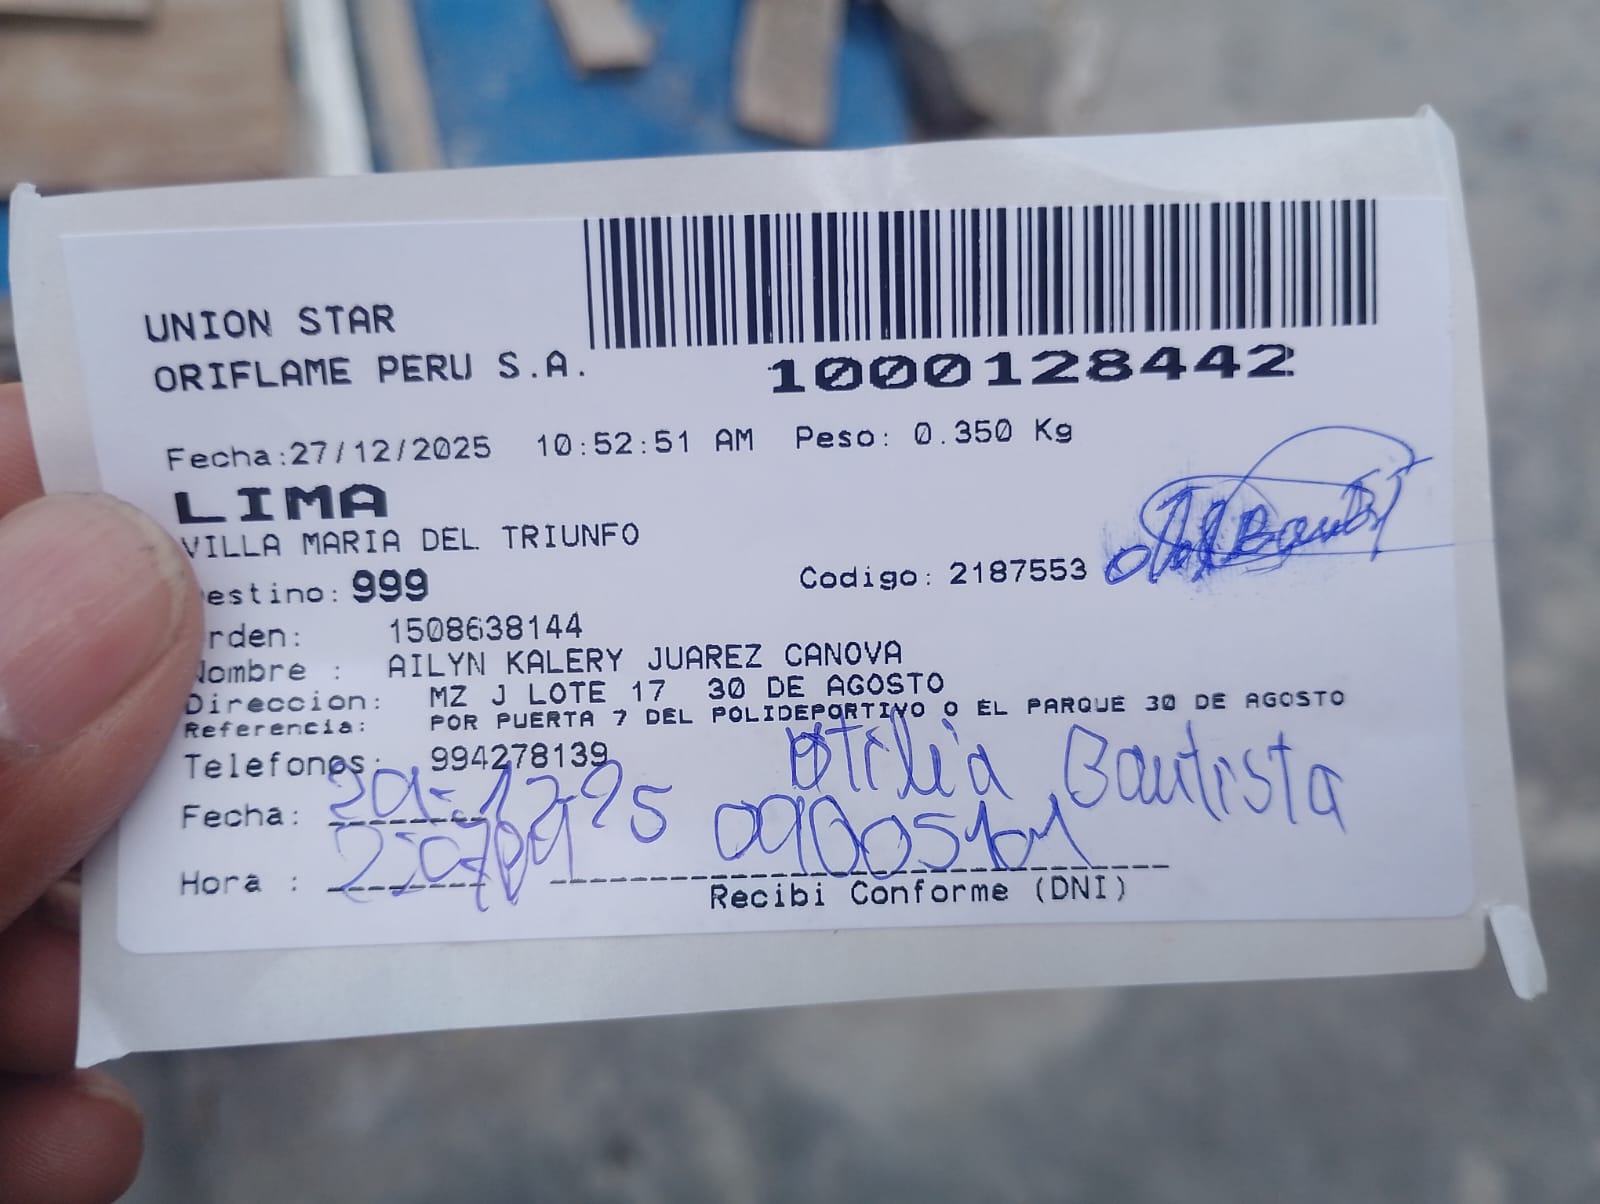 UNION STAR
ORIFLAME PERU S.A.
1000128442
Fecha:27/12/2025 10:52:51 AM Peso: 0.350 Kg
LIMA
VILLA MARIA DEL TRIUNFO
estino: 999 Codigo: 2187553
rden: 1508638144
Nombre : AILYN KALERY JUAREZ CANOVA
Direccion: MZ J LOTE 17 30 DE AGOSTO
Referencia: POR PUERTA 7 DEL POLIDEPORTIVO O EL PARQUE 30 DE AGOSTO
Telefonos: 994278139
Otilia Bautista
Fecha:
Hora :
Recibi Conforme (DNI)